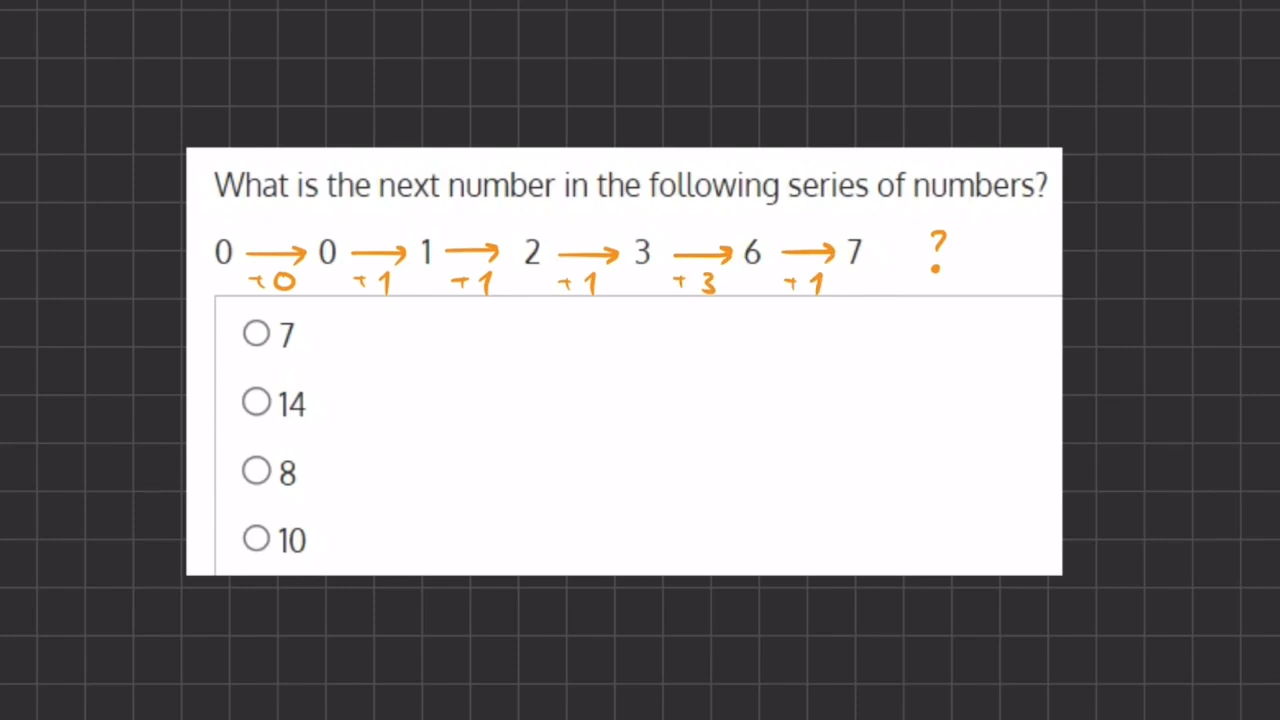 What is the next number in the following series of numbers?
0 → 0 → 1 → 2 → 3 → 6 → 7 ?
+0 +1 +1 +1 +3 +1
7
14
8
10